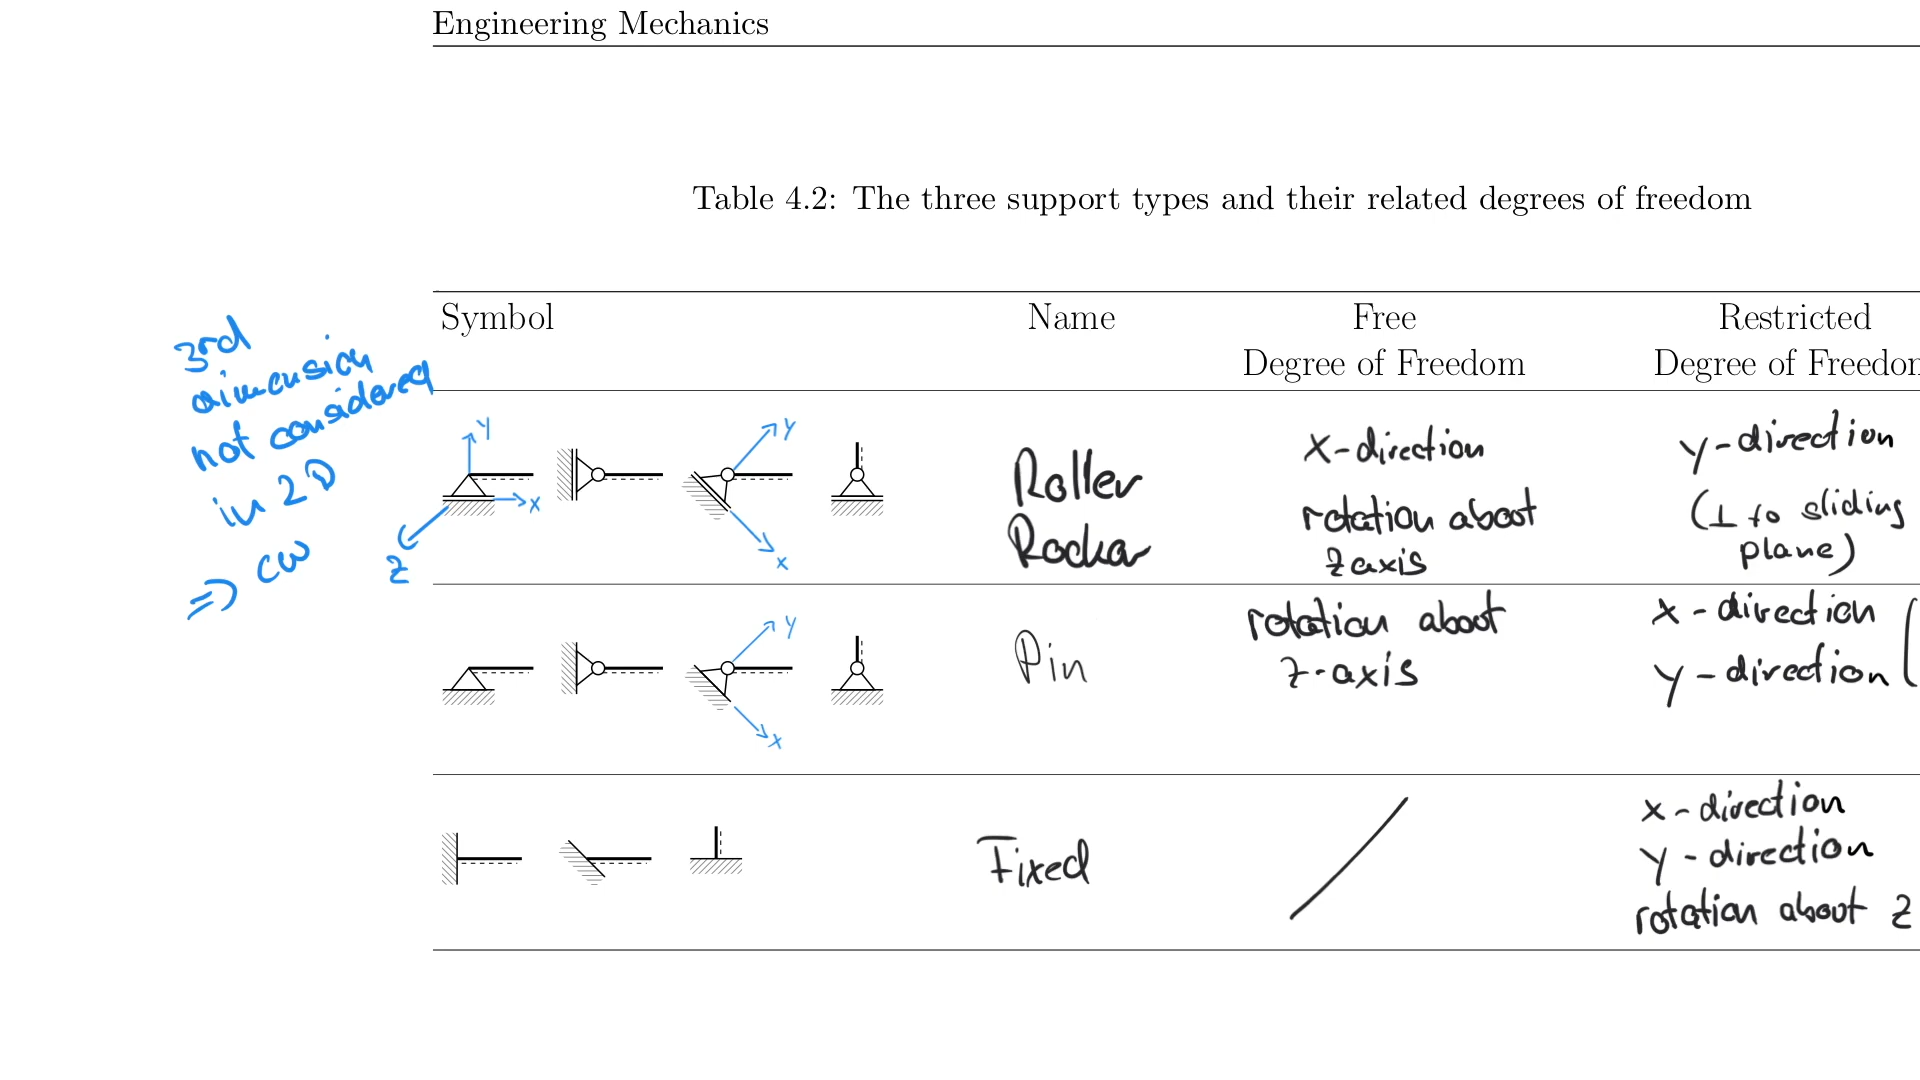 Engineering Mechanics
Table 4.2: The three support types and their related degrees of freedom
Symbol Name Free Restricted
Degree of Freedom Degree of Freedom
3rd
dimension
not considered
in 2D
=>
Y
X
Z
Y
X
Roller
Rocker
X-direction
rotation about
z axis
Y-direction
(⊥ to sliding
plane)
Y
X
Pin
rotation about
z-axis
X-direction
Y-direction (
Fixed
X-direction
Y-direction
rotation about z